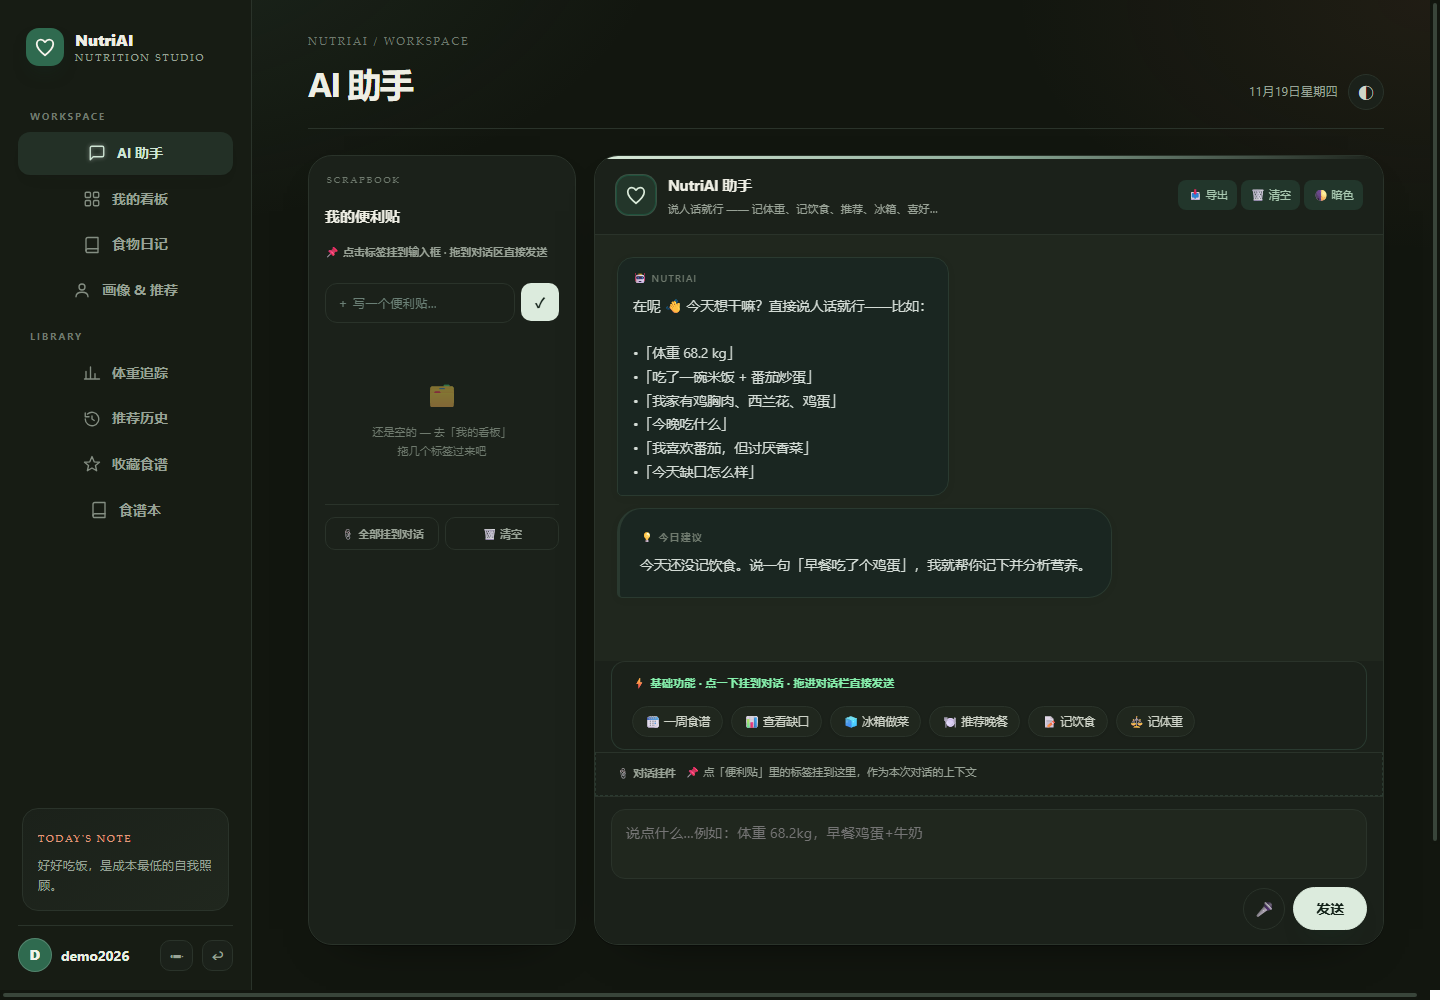 NutriAI
NUTRITION STUDIO
WORKSPACE
AI 助手
我的看板
食物日记
画像 & 推荐
LIBRARY
体重追踪
推荐历史
收藏食谱
食谱本
TODAY'S NOTE
好好吃饭，是成本最低的自我照
顾。
D
demo2026
NUTRIAI / WORKSPACE
AI 助手
11月19日星期四
SCRAPBOOK
我的便利贴
📌 点击标签挂到输入框 · 拖到对话区直接发送
+ 写一个便利贴...
✓
还是空的 — 去「我的看板」
拖几个标签过来吧
全部挂到对话
清空
NutriAI 助手
说人话就行 —— 记体重、记饮食、推荐、冰箱、喜好...
导出
清空
暗色
NUTRIAI
在呢 👋 今天想干嘛？直接说人话就行——比如：
• 「体重 68.2 kg」
• 「吃了一碗米饭 + 番茄炒蛋」
• 「我家有鸡胸肉、西兰花、鸡蛋」
• 「今晚吃什么」
• 「我喜欢番茄，但讨厌香菜」
• 「今天缺口怎么样」
今日建议
今天还没记饮食。说一句「早餐吃了个鸡蛋」，我就帮你记下并分析营养。
基础功能 · 点一下挂到对话 · 拖进对话栏直接发送
一周食谱
查看缺口
冰箱做菜
推荐晚餐
记饮食
记体重
对话挂件 📌 点「便利贴」里的标签挂到这里，作为本次对话的上下文
说点什么...例如：体重 68.2kg，早餐鸡蛋+牛奶
发送